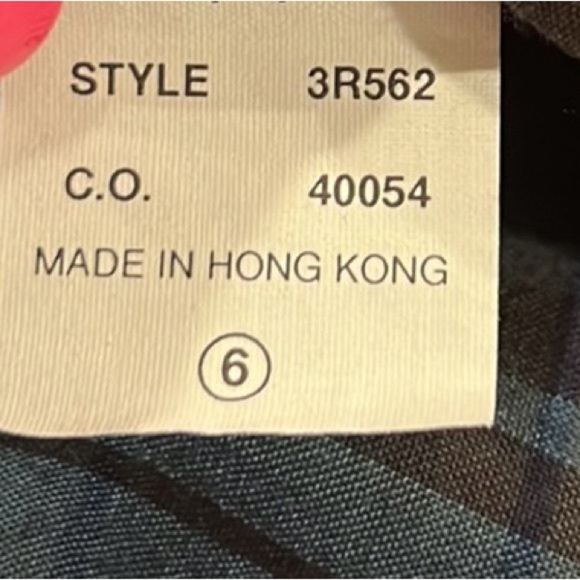 STYLE 3R562
C.O. 40054
MADE IN HONG KONG
6